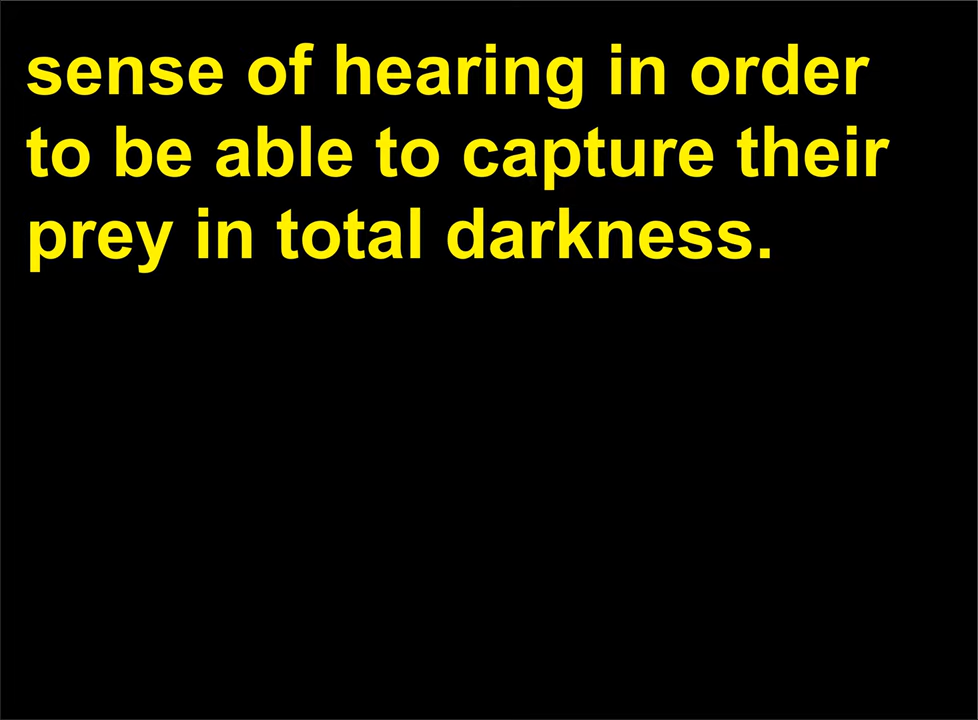 sense of hearing in order
to be able to capture their
prey in total darkness.